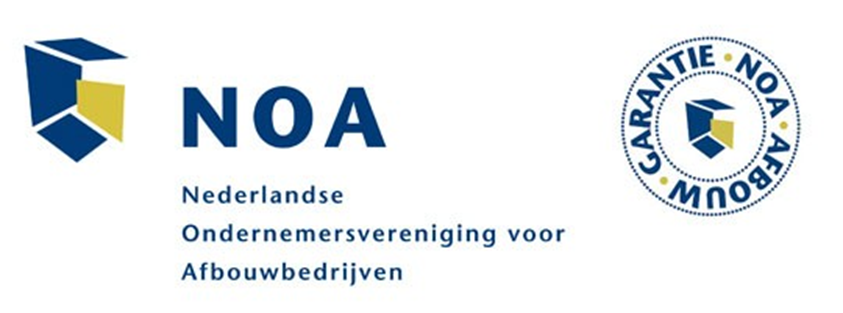 NOA
Nederlandse
Ondernemersvereniging voor
Afbouwbedrijven
GARANTIE · NOA · AFBOUW ·